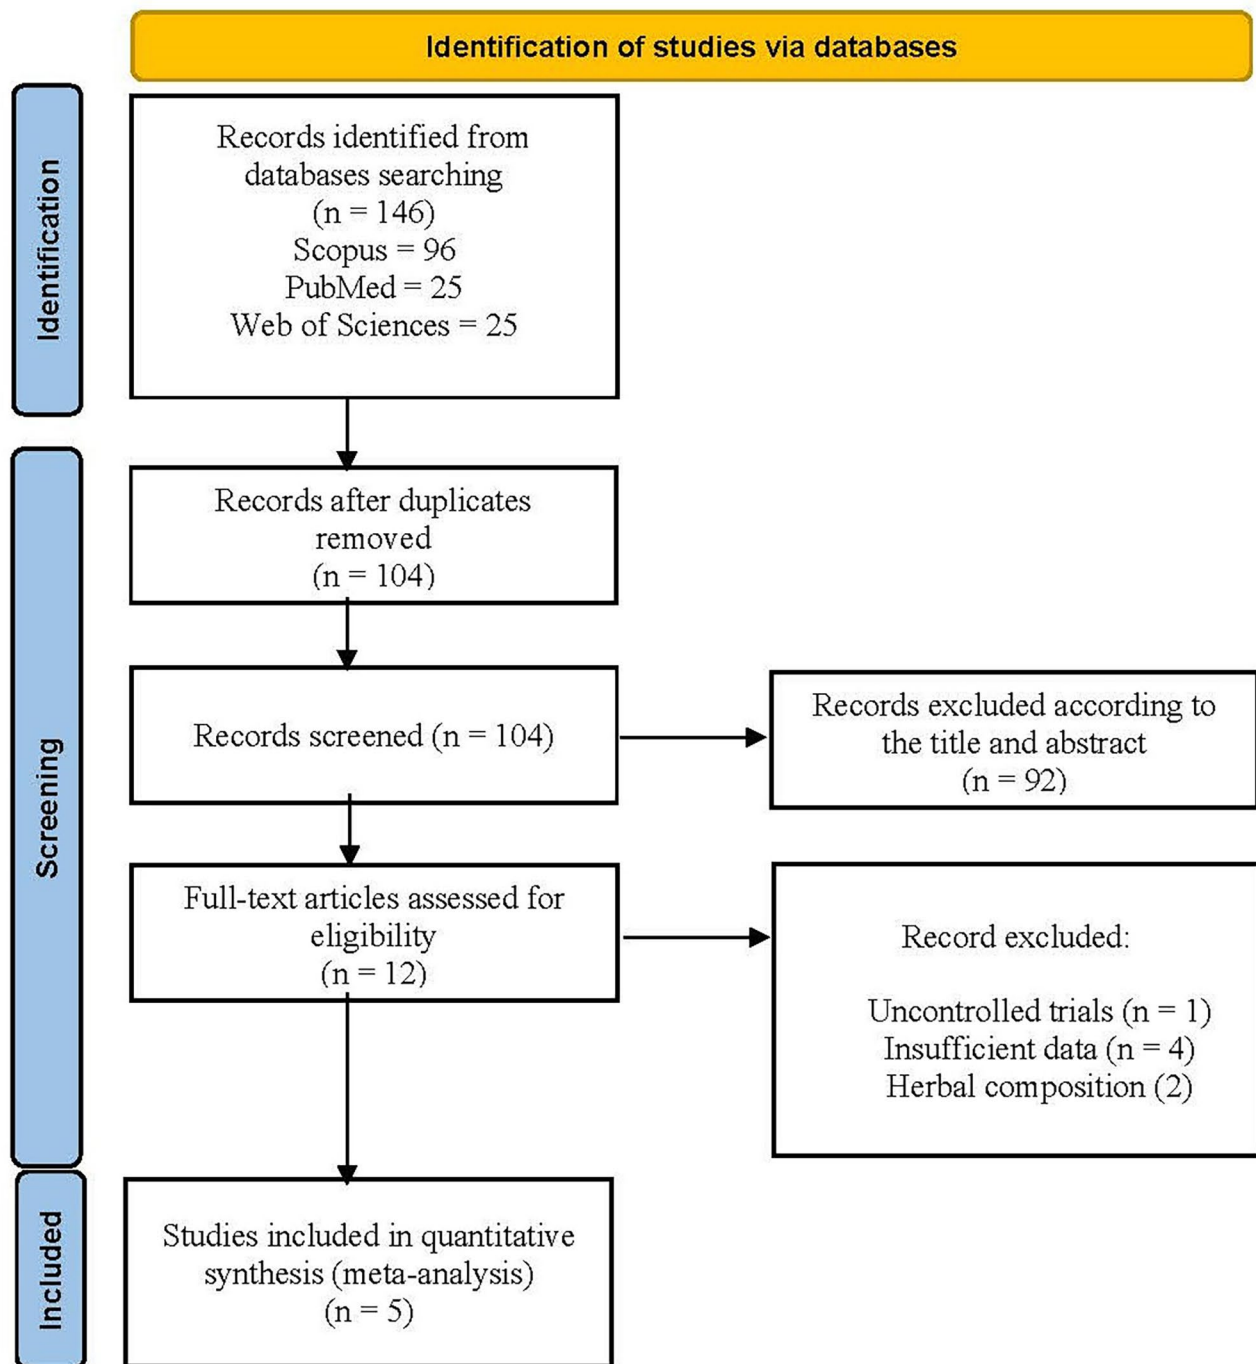 Identification of studies via databases
Identification
Records identified from
databases searching
(n = 146)
Scopus = 96
PubMed = 25
Web of Sciences = 25
Screening
Records after duplicates
removed
(n = 104)
Records screened (n = 104)
Records excluded according to
the title and abstract
(n = 92)
Full-text articles assessed for
eligibility
(n = 12)
Record excluded:
Uncontrolled trials (n = 1)
Insufficient data (n = 4)
Herbal composition (2)
Included
Studies included in quantitative
synthesis (meta-analysis)
(n = 5)